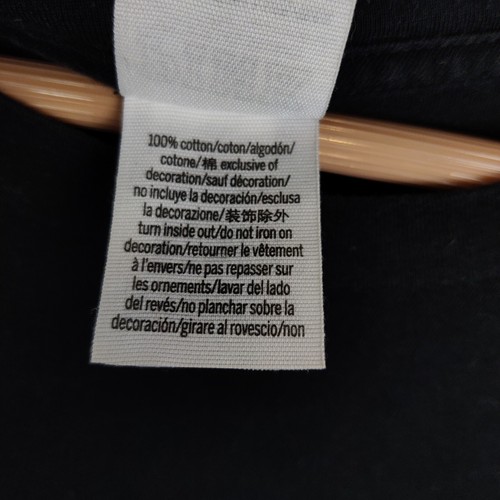 100% cotton/coton/algodón/
cotone/棉 exclusive of
decoration/sauf décoration/
no incluye la decoración/esclusa
la decorazione/装饰除外
turn inside out/do not iron on
decoration/retourner le vêtement
à l'envers/ne pas repasser sur
les ornements/lavar del lado
del revés/no planchar sobre la
decoración/girare al rovescio/non